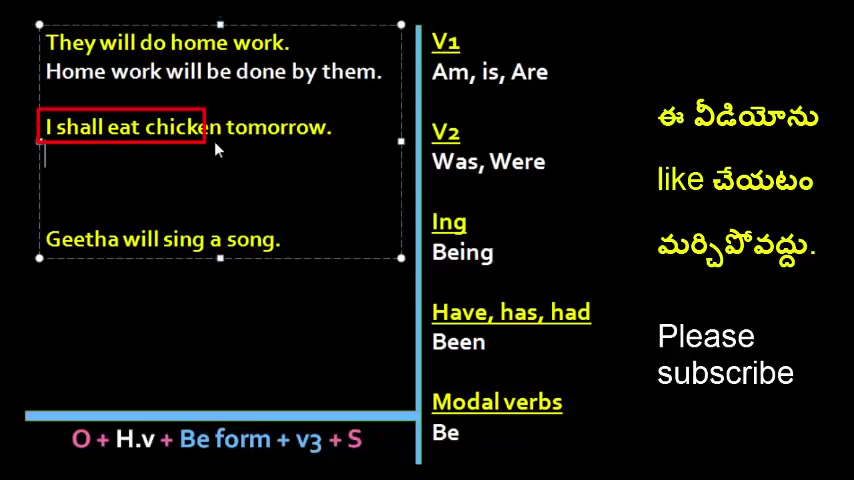 They will do home work.
Home work will be done by them.
I shall eat chicken tomorrow.
Geetha will sing a song.
O + H.v + Be form + v3 + S
V1
Am, is, Are
V2
Was, Were
Ing
Being
Have, has, had
Been
Modal verbs
Be
ఈ వీడియోను
like చేయటం
మర్చిపోవద్దు.
Please
subscribe